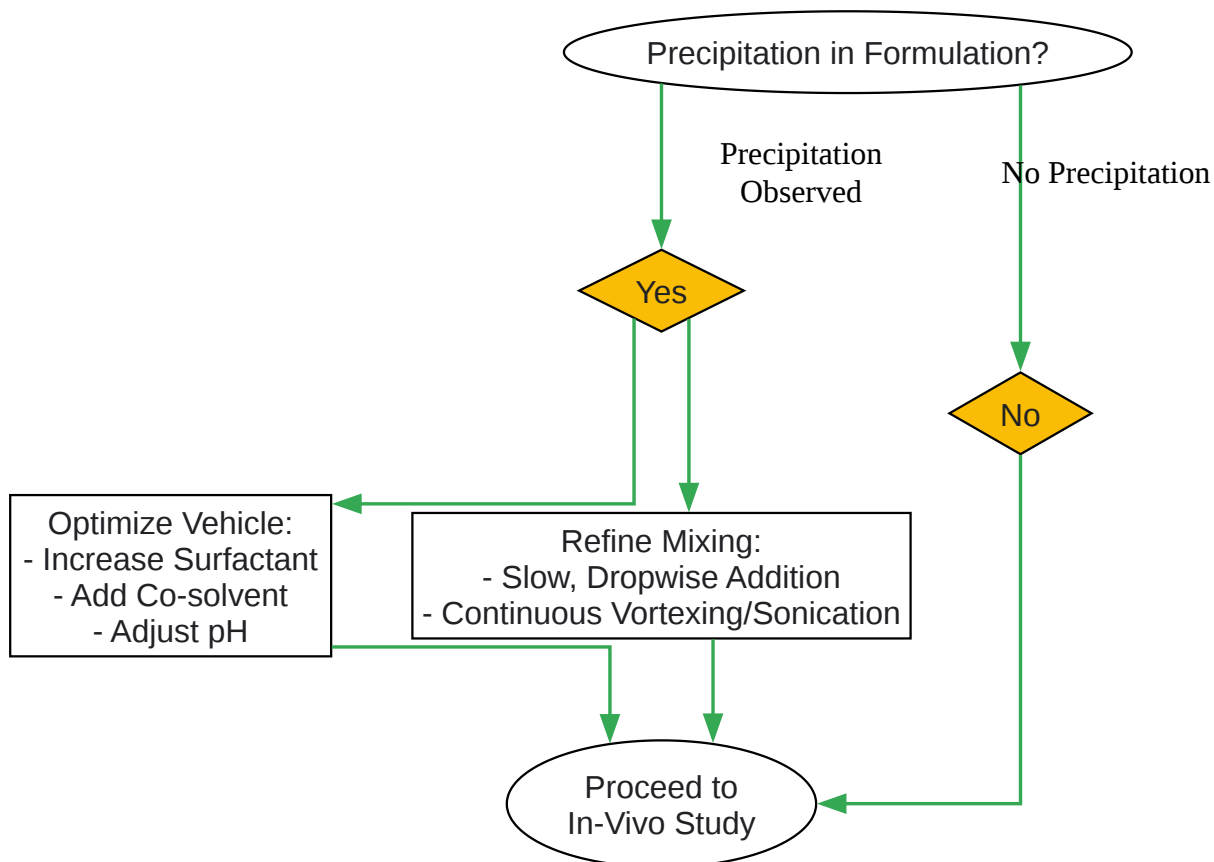 Precipitation in Formulation?
Precipitation
Observed
No Precipitation
Yes
No
Optimize Vehicle:
- Increase Surfactant
- Add Co-solvent
- Adjust pH
Refine Mixing:
- Slow, Dropwise Addition
- Continuous Vortexing/Sonication
Proceed to
In-Vivo Study